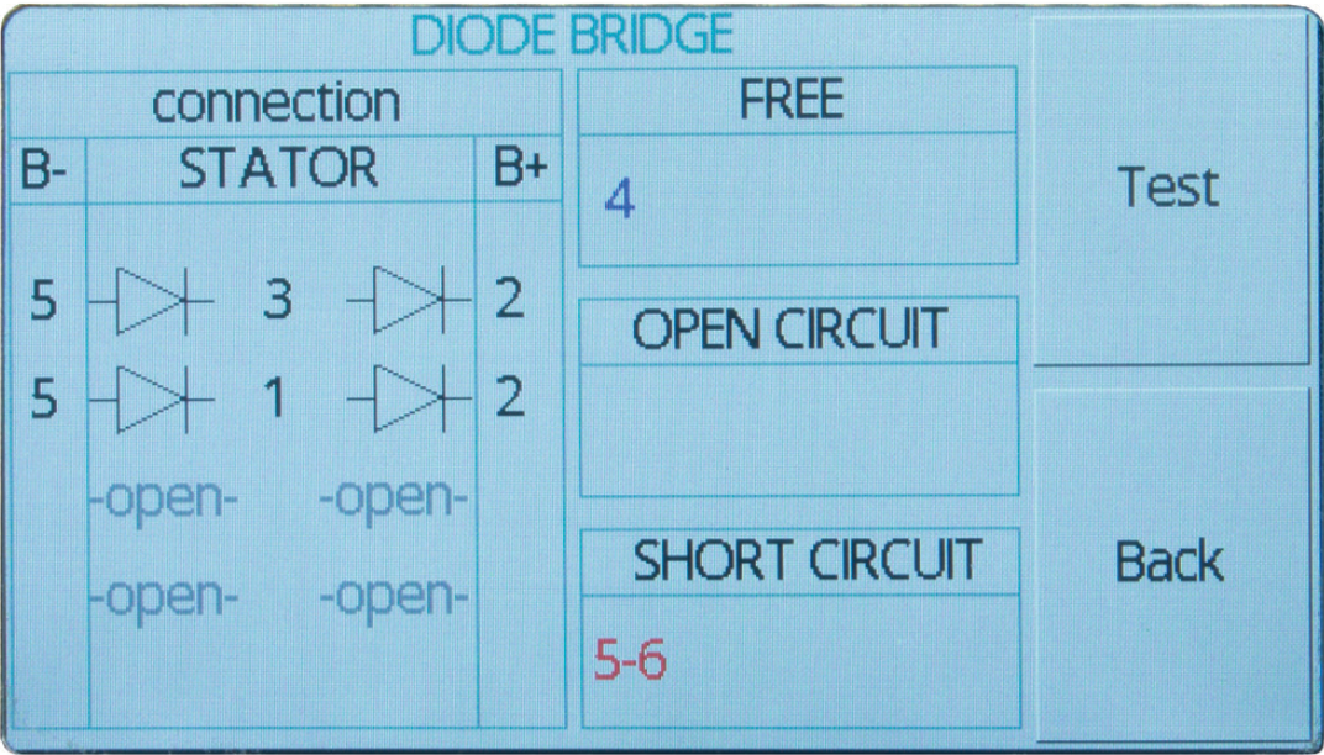 DIODE BRIDGE
connection
B- STATOR B+
5 3 2
5 1 2
-open- -open-
-open- -open-
FREE
4
OPEN CIRCUIT
SHORT CIRCUIT
5-6
Test
Back